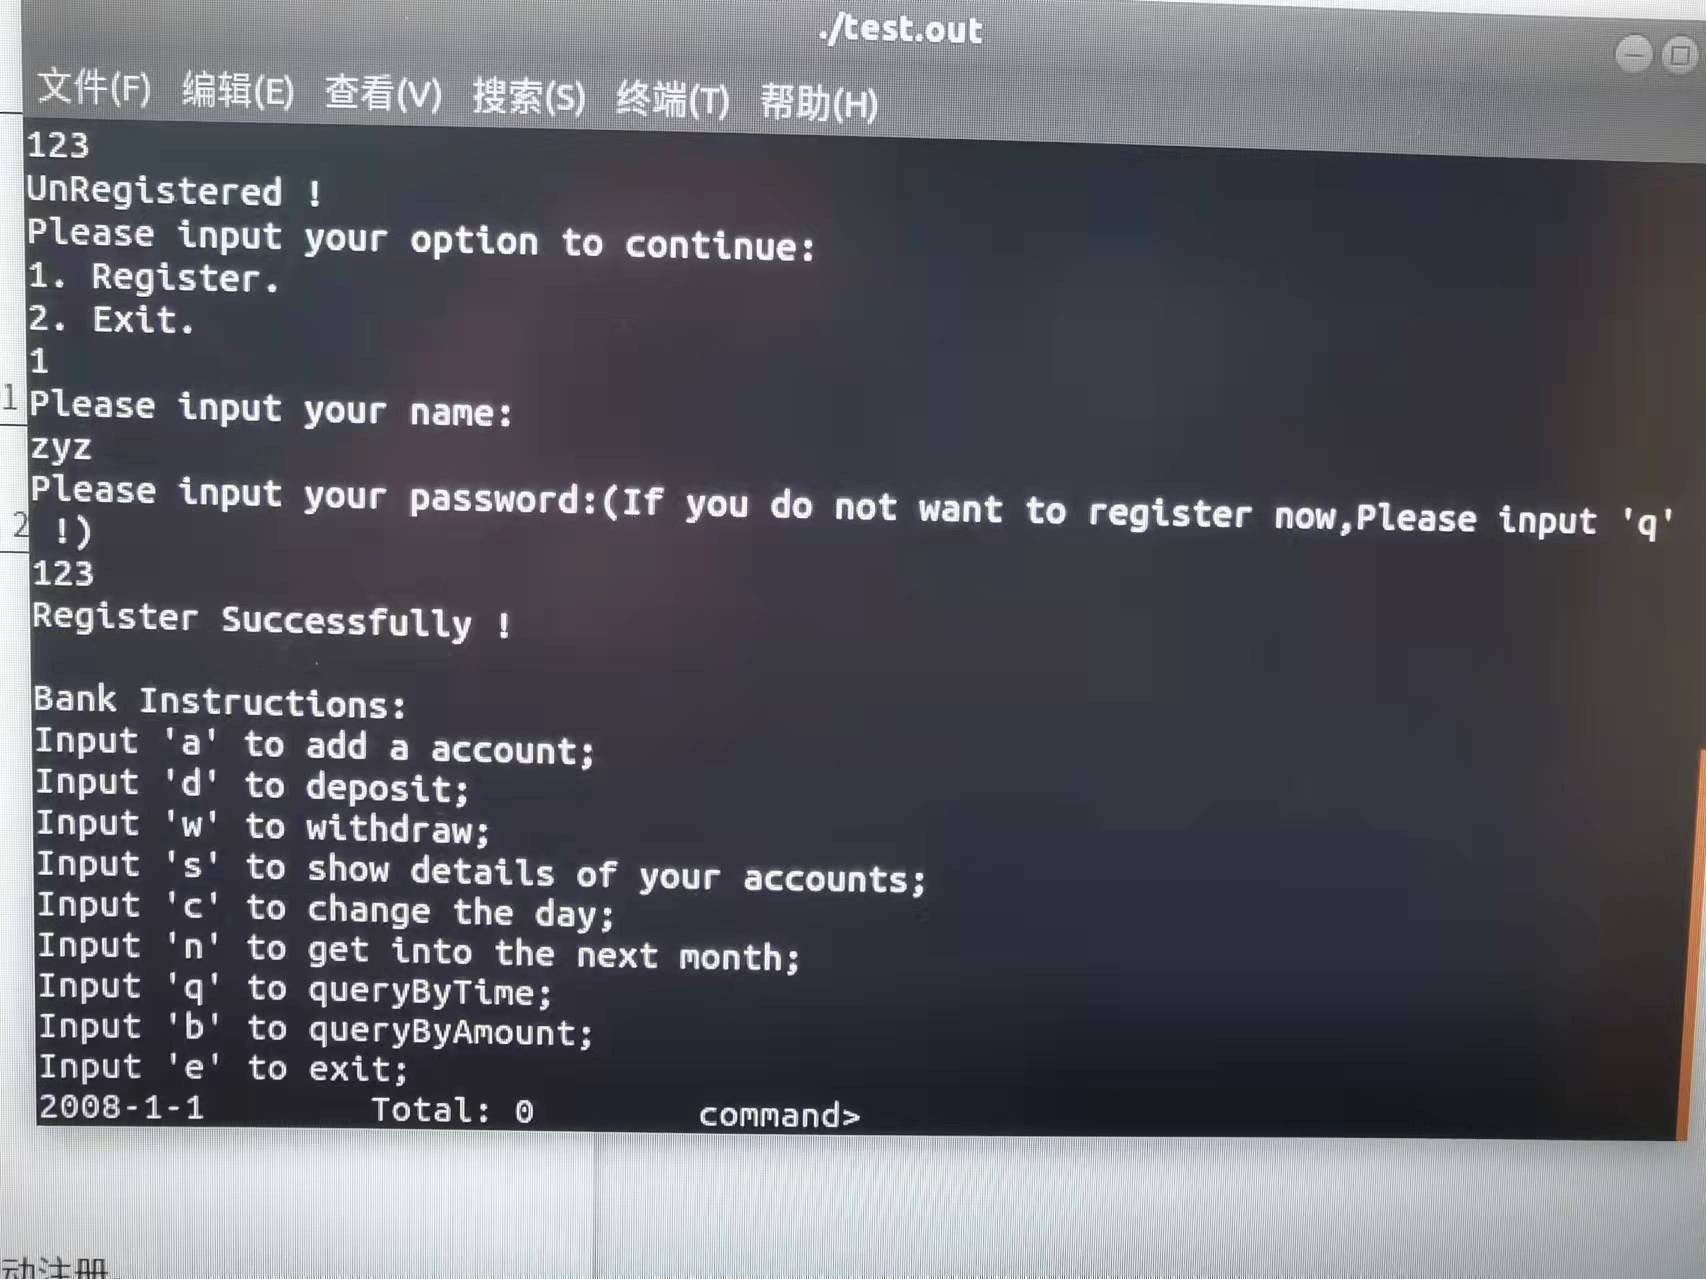 ./test.out
文件(F) 编辑(E) 查看(V) 搜索(S) 终端(T) 帮助(H)
123
UnRegistered !
Please input your option to continue:
1. Register.
2. Exit.
1
1
Please input your name:
zyz
Please input your password:(If you do not want to register now,Please input 'q'
2
!)
123
Register Successfully !
Bank Instructions:
Input 'a' to add a account;
Input 'd' to deposit;
Input 'w' to withdraw;
Input 's' to show details of your accounts;
Input 'c' to change the day;
Input 'n' to get into the next month;
Input 'q' to queryByTime;
Input 'b' to queryByAmount;
Input 'e' to exit;
2008-1-1 Total: 0 command>
动注册